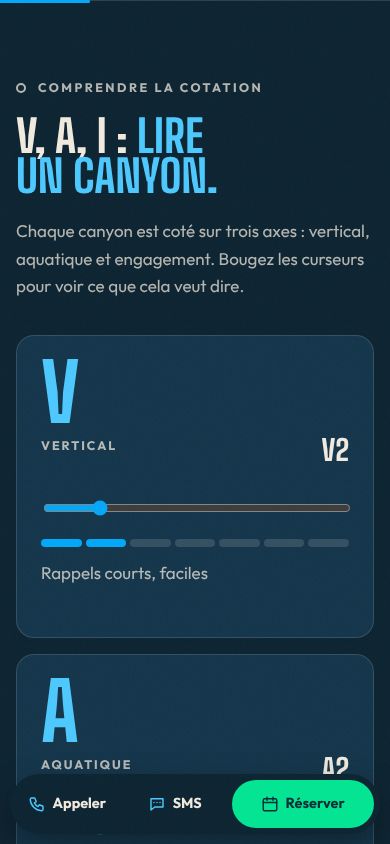 COMPRENDRE LA COTATION
V, A, I : LIRE
UN CANYON.
Chaque canyon est coté sur trois axes : vertical,
aquatique et engagement. Bougez les curseurs
pour voir ce que cela veut dire.
V
VERTICAL
V2
Rappels courts, faciles
A
AQUATIQUE
A2
Appeler
SMS
Réserver